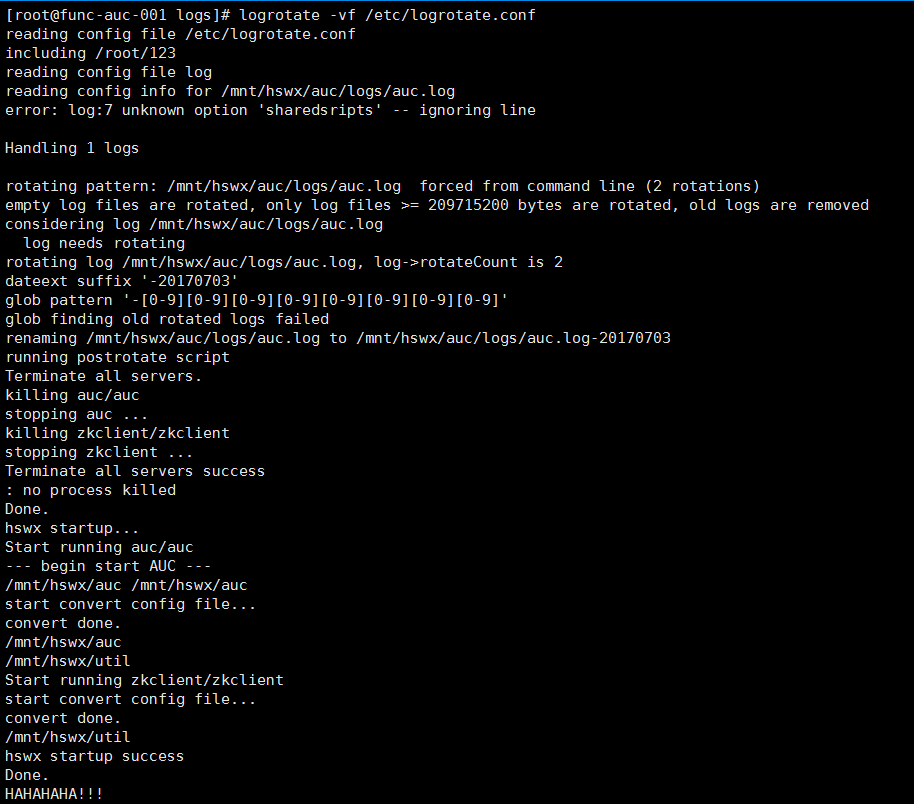 [root@func-auc-001 logs]# logrotate -vf /etc/logrotate.conf
reading config file /etc/logrotate.conf
including /root/123
reading config file log
reading config info for /mnt/hswx/auc/logs/auc.log
error: log:7 unknown option 'sharedsripts' -- ignoring line

Handling 1 logs

rotating pattern: /mnt/hswx/auc/logs/auc.log  forced from command line (2 rotations)
empty log files are rotated, only log files >= 209715200 bytes are rotated, old logs are removed
considering log /mnt/hswx/auc/logs/auc.log
  log needs rotating
rotating log /mnt/hswx/auc/logs/auc.log, log->rotateCount is 2
dateext suffix '-20170703'
glob pattern '-[0-9][0-9][0-9][0-9][0-9][0-9][0-9][0-9]'
glob finding old rotated logs failed
renaming /mnt/hswx/auc/logs/auc.log to /mnt/hswx/auc/logs/auc.log-20170703
running postrotate script
Terminate all servers.
killing auc/auc
stopping auc ...
killing zkclient/zkclient
stopping zkclient ...
Terminate all servers success
: no process killed
Done.
hswx startup...
Start running auc/auc
--- begin start AUC ---
/mnt/hswx/auc /mnt/hswx/auc
start convert config file...
convert done.
/mnt/hswx/auc
/mnt/hswx/util
Start running zkclient/zkclient
start convert config file...
convert done.
/mnt/hswx/util
hswx startup success
Done.
HAHAHAHA!!!